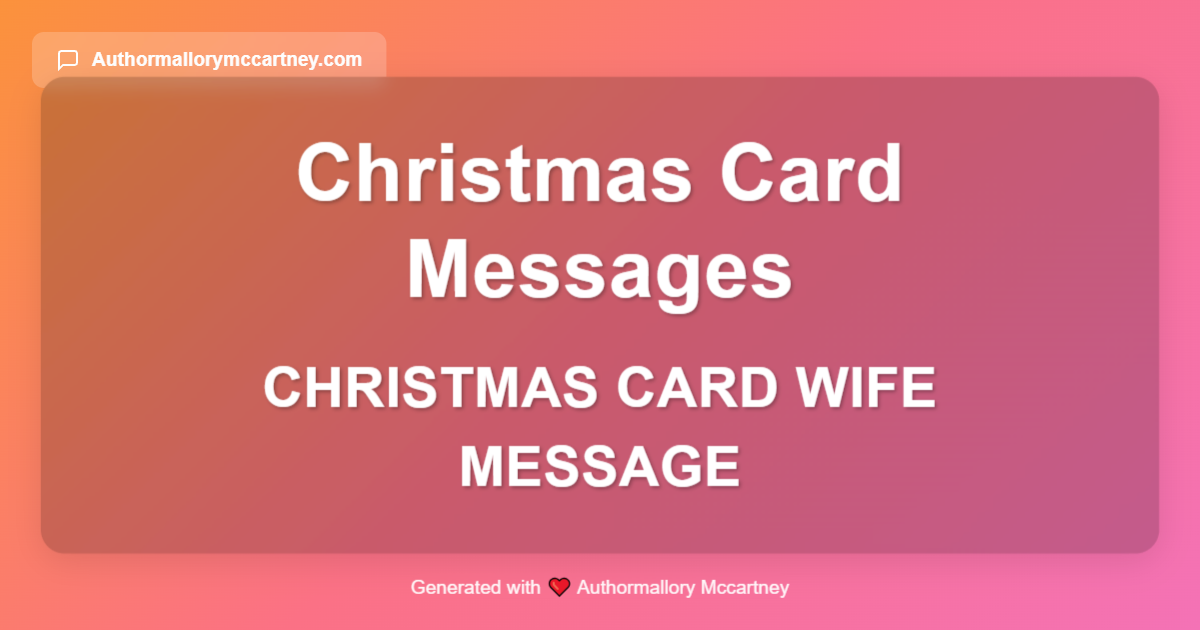 Authormallorymccartney.com
Christmas Card
Messages
CHRISTMAS CARD WIFE
MESSAGE
Generated with ❤️ Authormallory Mccartney